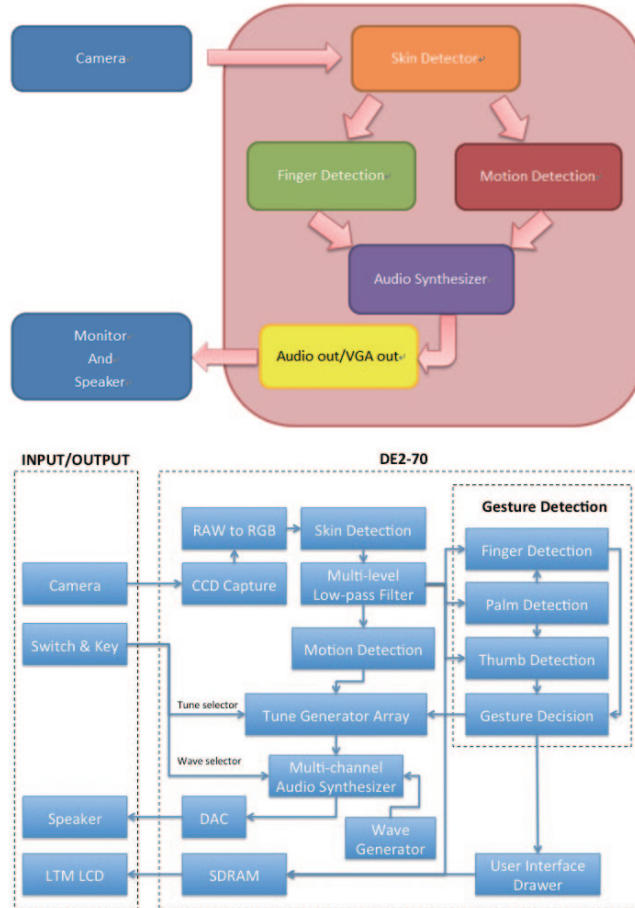 Camera
Skin Detector
Finger Detection
Motion Detection
Audio Synthesizer
Monitor
And
Speaker
Audio out/VGA out
INPUT/OUTPUT
DE2-70
Gesture Detection
RAW to RGB
Skin Detection
Finger Detection
Camera
CCD Capture
Multi-level
Low-pass Filter
Palm Detection
Switch & Key
Motion Detection
Thumb Detection
Tune selector
Tune Generator Array
Gesture Decision
Wave selector
Multi-channel
Audio Synthesizer
Speaker
DAC
Wave
Generator
LTM LCD
SDRAM
User Interface
Drawer